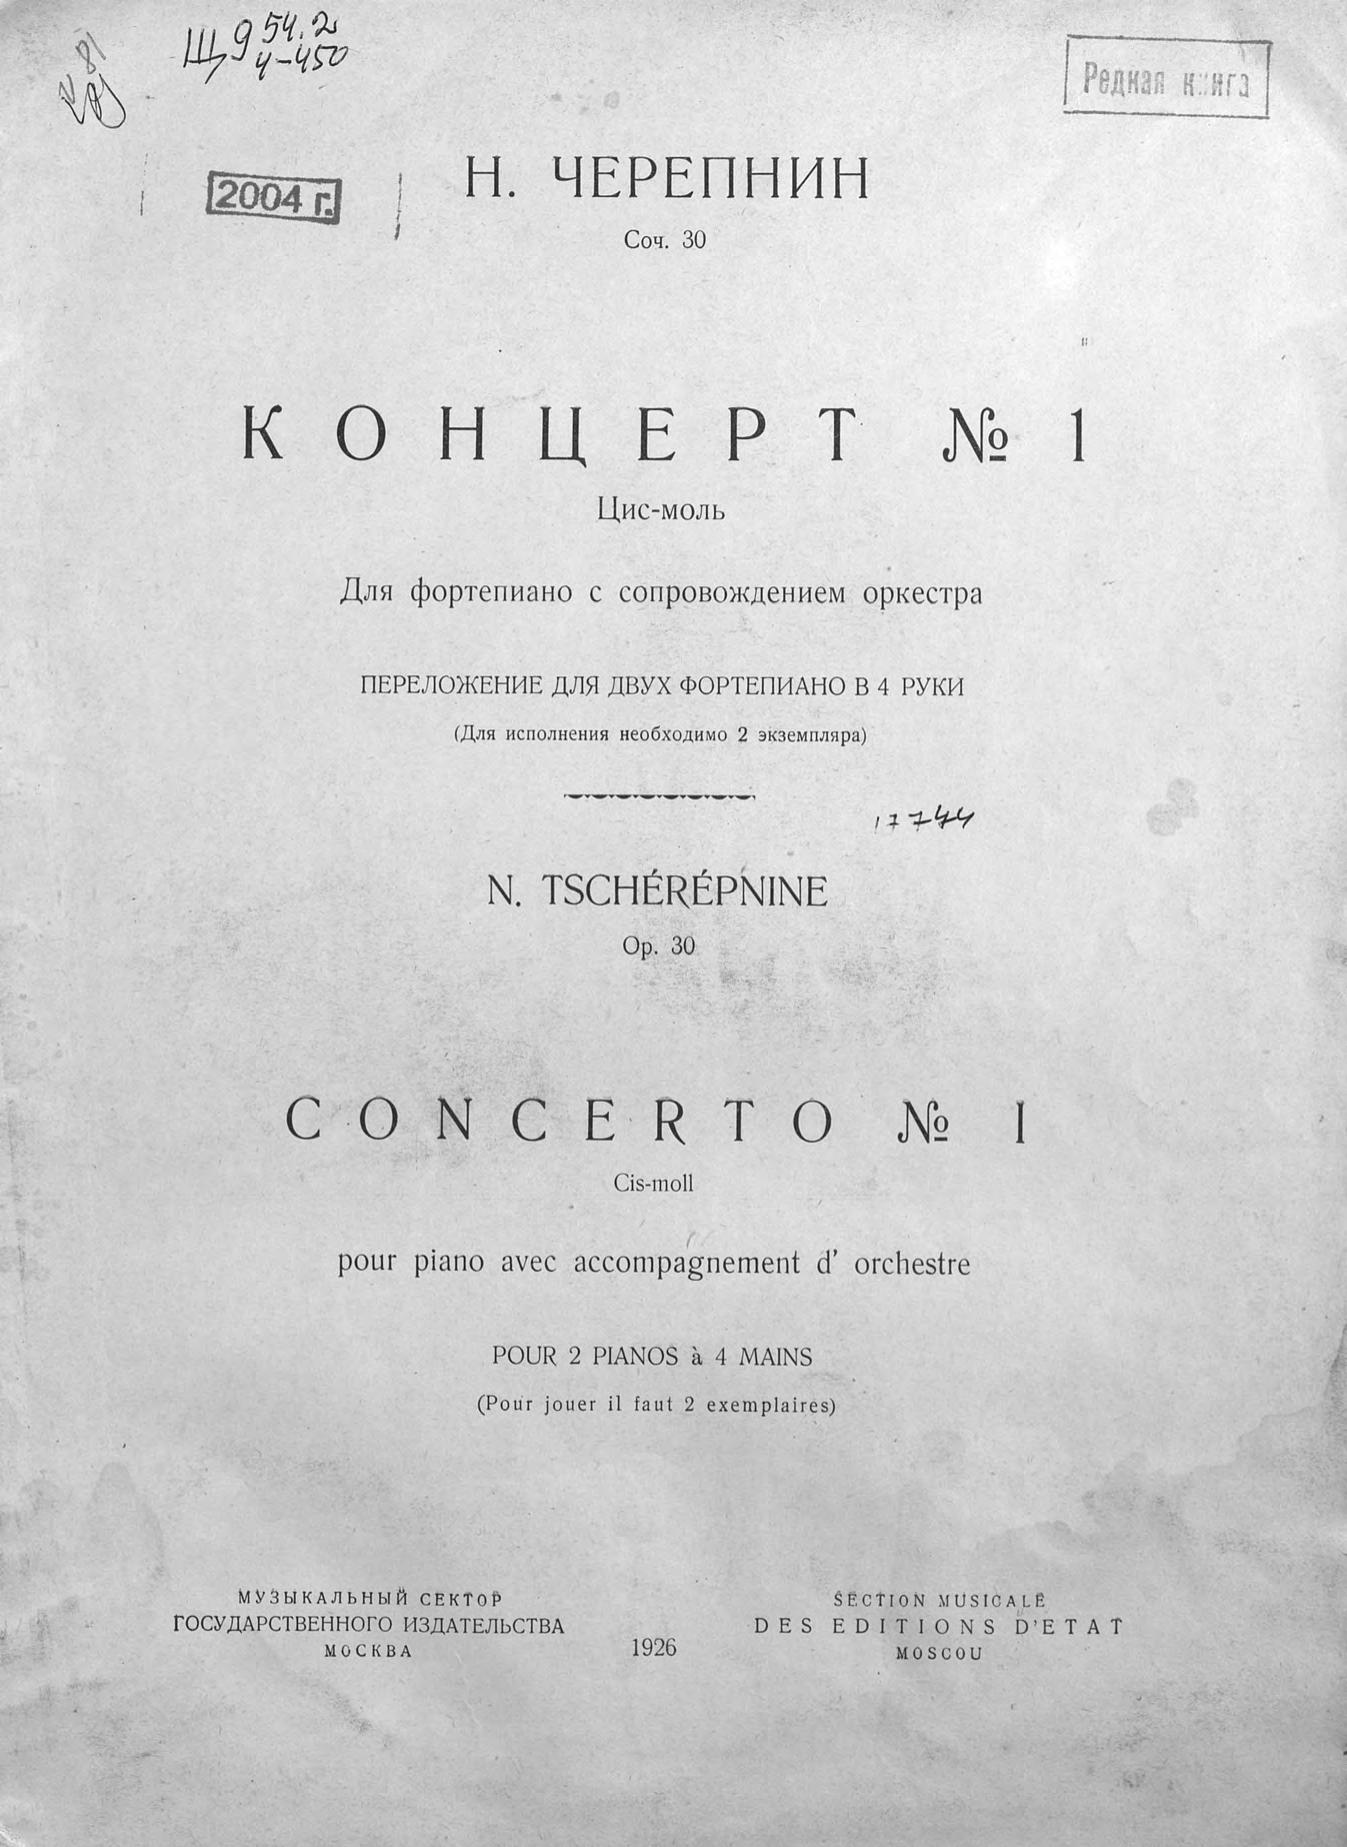 Щ9 54.2
Ч-450
81
Редкая книга
2004 г.
Н. ЧЕРЕПНИН
Соч. 30
КОНЦЕРТ № 1
Цис-моль
Для фортепиано с сопровождением оркестра
ПЕРЕЛОЖЕНИЕ ДЛЯ ДВУХ ФОРТЕПИАНО В 4 РУКИ
(Для исполнения необходимо 2 экземпляра)
17744
N. TSCHÉRÉPNINE
Op. 30
CONCERTO № I
Cis-moll
pour piano avec accompagnement d' orchestre
POUR 2 PIANOS à 4 MAINS
(Pour jouer il faut 2 exemplaires)
МУЗЫКАЛЬНЫЙ СЕКТОР
ГОСУДАРСТВЕННОГО ИЗДАТЕЛЬСТВА
МОСКВА
1926
SECTION MUSICALE
DES EDITIONS D'ETAT
MOSCOU